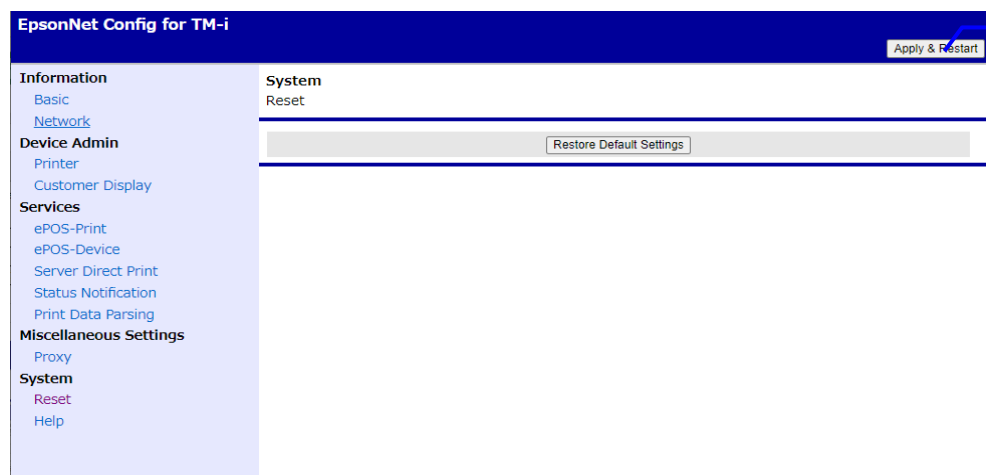 EpsonNet Config for TM-i
Apply & Restart
Information
Basic
Network
Device Admin
Printer
Customer Display
Services
ePOS-Print
ePOS-Device
Server Direct Print
Status Notification
Print Data Parsing
Miscellaneous Settings
Proxy
System
Reset
Help
System
Reset
Restore Default Settings